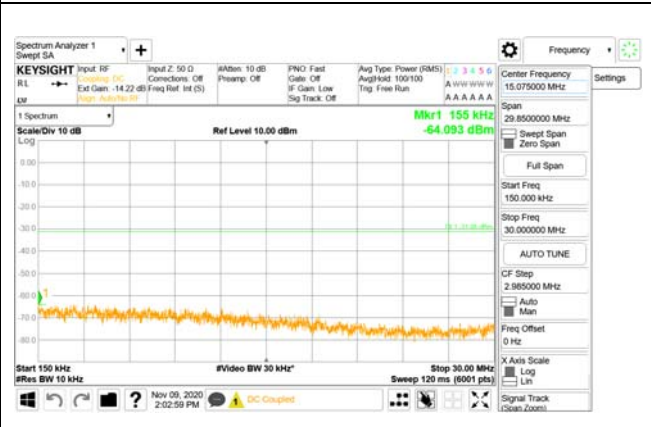 Spectrum Analyzer 1
Swept SA
Frequency
KEYSIGHT
RL
Input: RF
Coupling: DC
Ext Gain: -14.22 dB
Align: Auto/No RF
Input Z: 50 Ω
Corrections: Off
Freq Ref: Int (S)
#Atten: 10 dB
Preamp: Off
PNO: Fast
Gate: Off
IF Gain: Low
Sig Track: Off
Avg Type: Power (RMS)
Avg|Hold: 100/100
Trig: Free Run
1 2 3 4 5 6
A W W W W W
A A A A A A
Center Frequency
15.075000 MHz
Settings
1 Spectrum
Scale/Div 10 dB
Log
Ref Level 10.00 dBm
Mkr1 155 kHz
-64.093 dBm
Span
29.8500000 MHz
Swept Span
Zero Span
Full Span
Start Freq
150.000 kHz
Stop Freq
30.000000 MHz
AUTO TUNE
CF Step
2.985000 MHz
Auto
Man
Freq Offset
0 Hz
X Axis Scale
Log
Lin
Signal Track
(Span Zoom)
0.00
-10.0
-20.0
-30.0
-40.0
-50.0
-60.0
-70.0
-80.0
1
Start 150 kHz
#Res BW 10 kHz
#Video BW 30 kHz*
Stop 30.00 MHz
Sweep 120 ms (6001 pts)
Nov 09, 2020
2:02:59 PM
1
DC Coupled